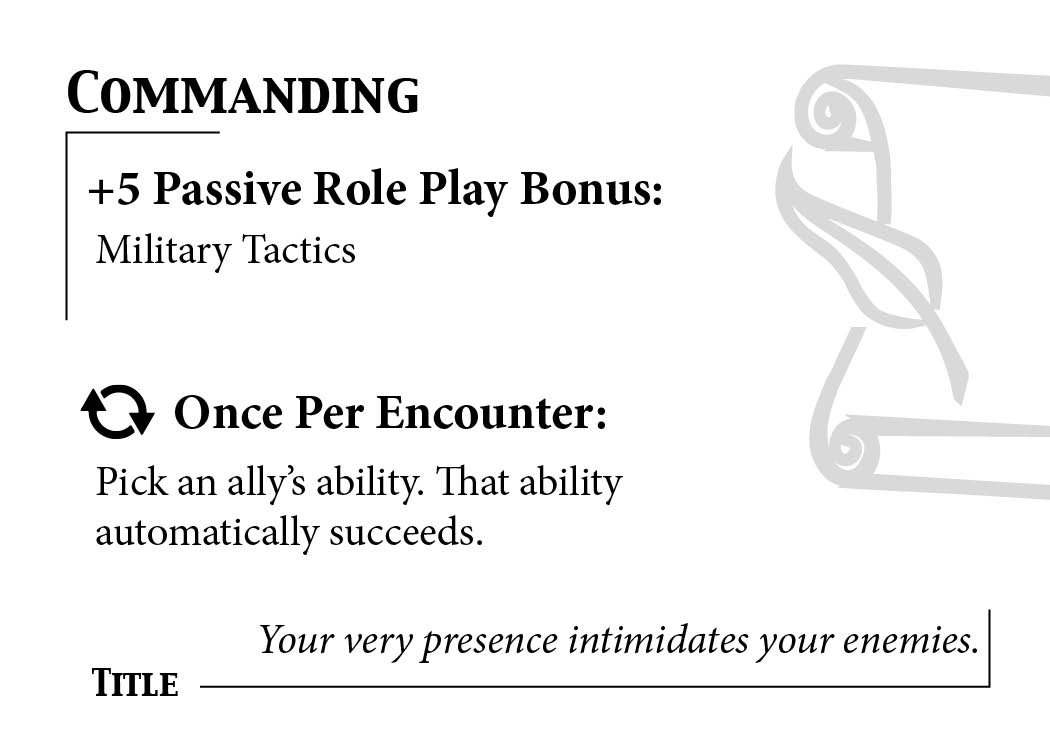 Commanding
+5 Passive Role Play Bonus:
Military Tactics
Once Per Encounter:
Pick an ally’s ability. That ability
automatically succeeds.
Your very presence intimidates your enemies.
Title